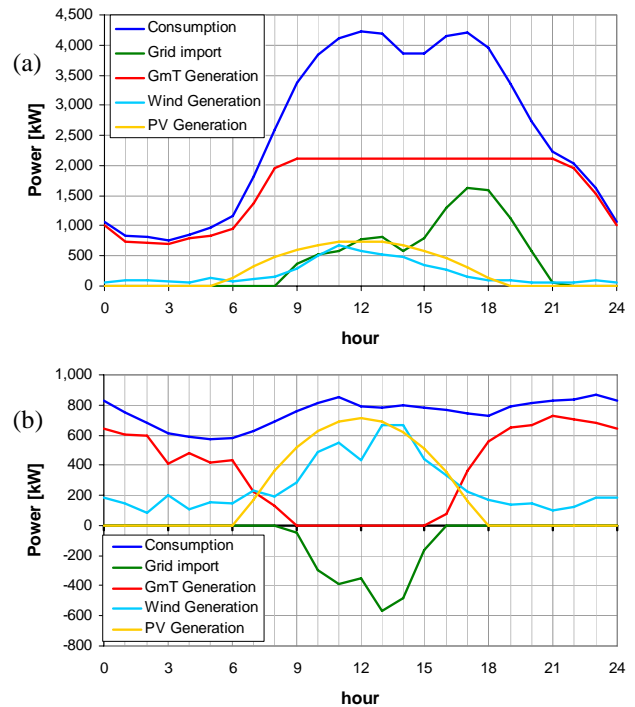 (a)
Power [kW]
4,500
4,000
3,500
3,000
2,500
2,000
1,500
1,000
500
0
Consumption
Grid import
GmT Generation
Wind Generation
PV Generation
0 3 6 9 12 15 18 21 24
hour
(b)
Power [kW]
1,000
800
600
400
200
0
-200
-400
-600
-800
Consumption
Grid import
GmT Generation
Wind Generation
PV Generation
0 3 6 9 12 15 18 21 24
hour